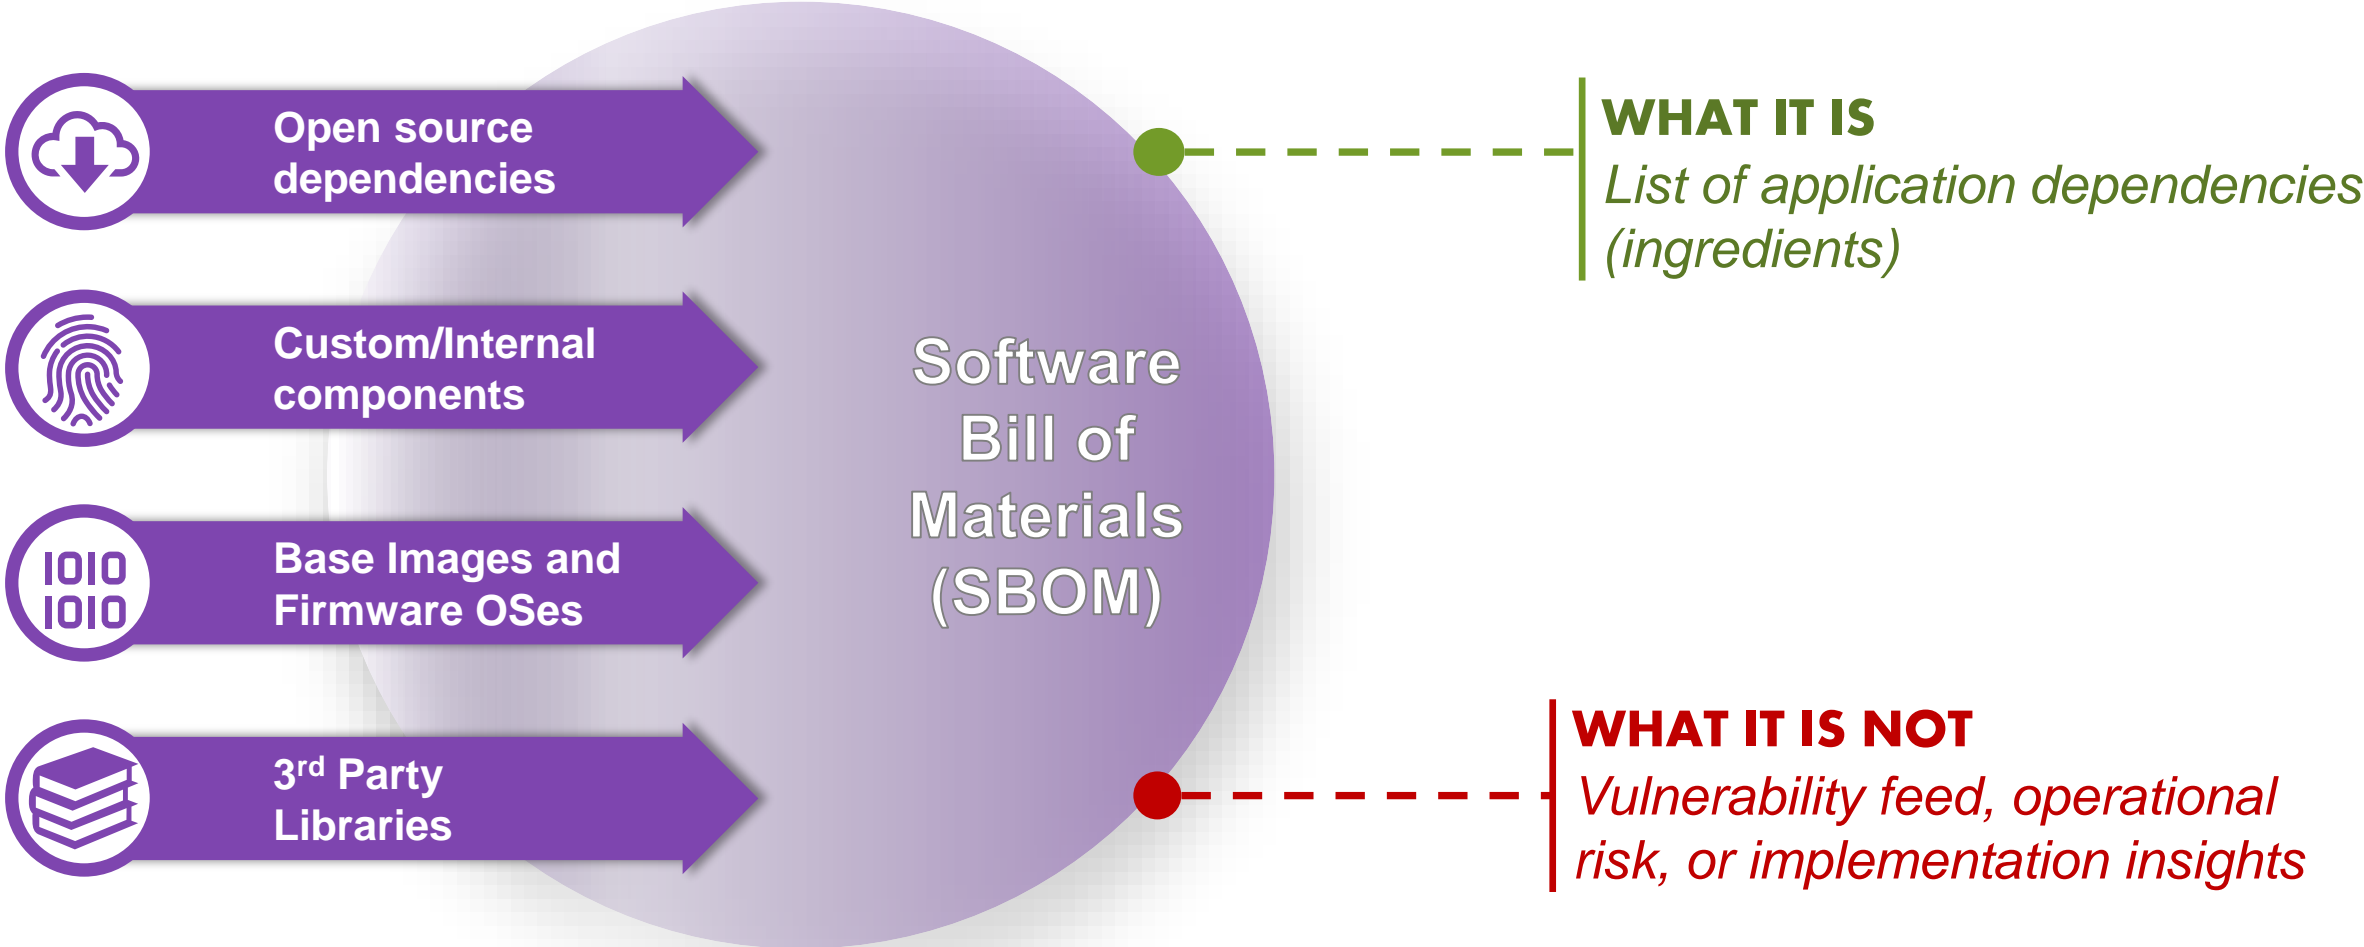 Open source
dependencies
Custom/Internal
components
Base Images and
Firmware OSes
3rd Party
Libraries
Software
Bill of
Materials
(SBOM)
WHAT IT IS
List of application dependencies
(ingredients)
WHAT IT IS NOT
Vulnerability feed, operational
risk, or implementation insights
1010
1010